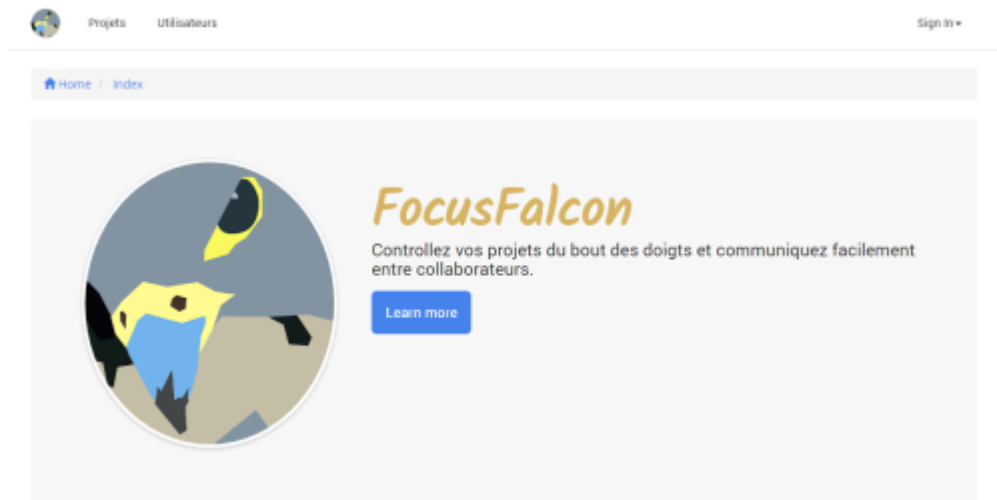 Projets Utilisateurs Sign In
Home / Index
FocusFalcon
Controllez vos projets du bout des doigts et communiquez facilement
entre collaborateurs.
Learn more